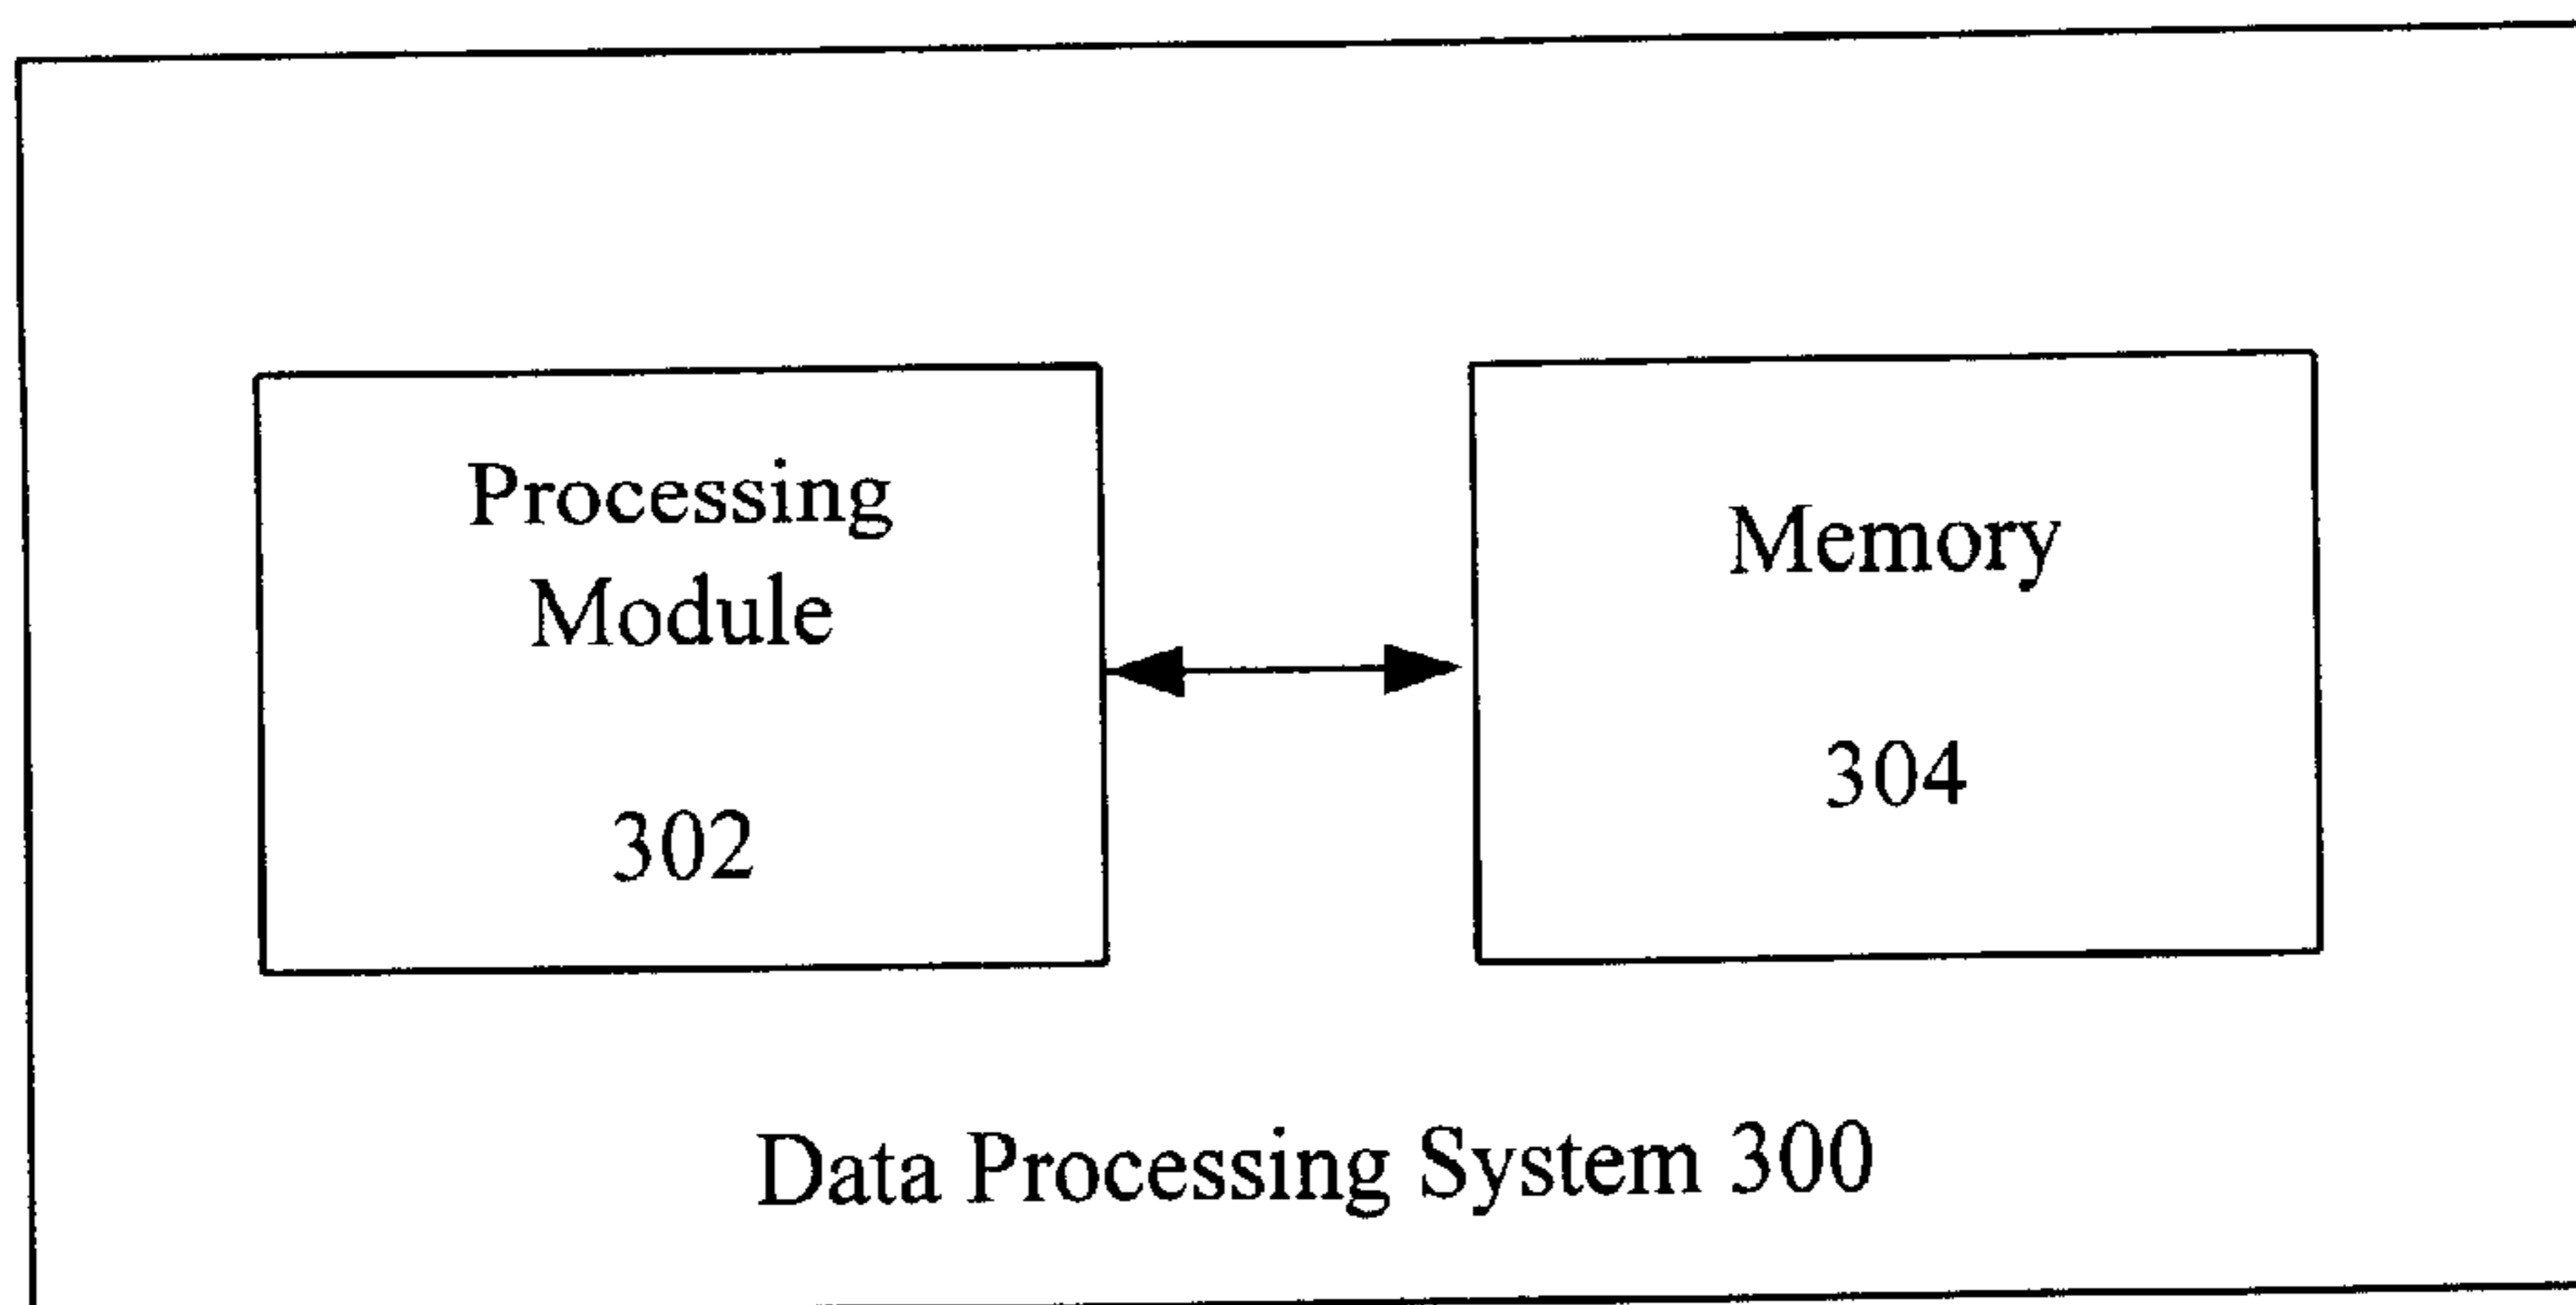 Processing
Module
302
Memory
304
Data Processing System 300